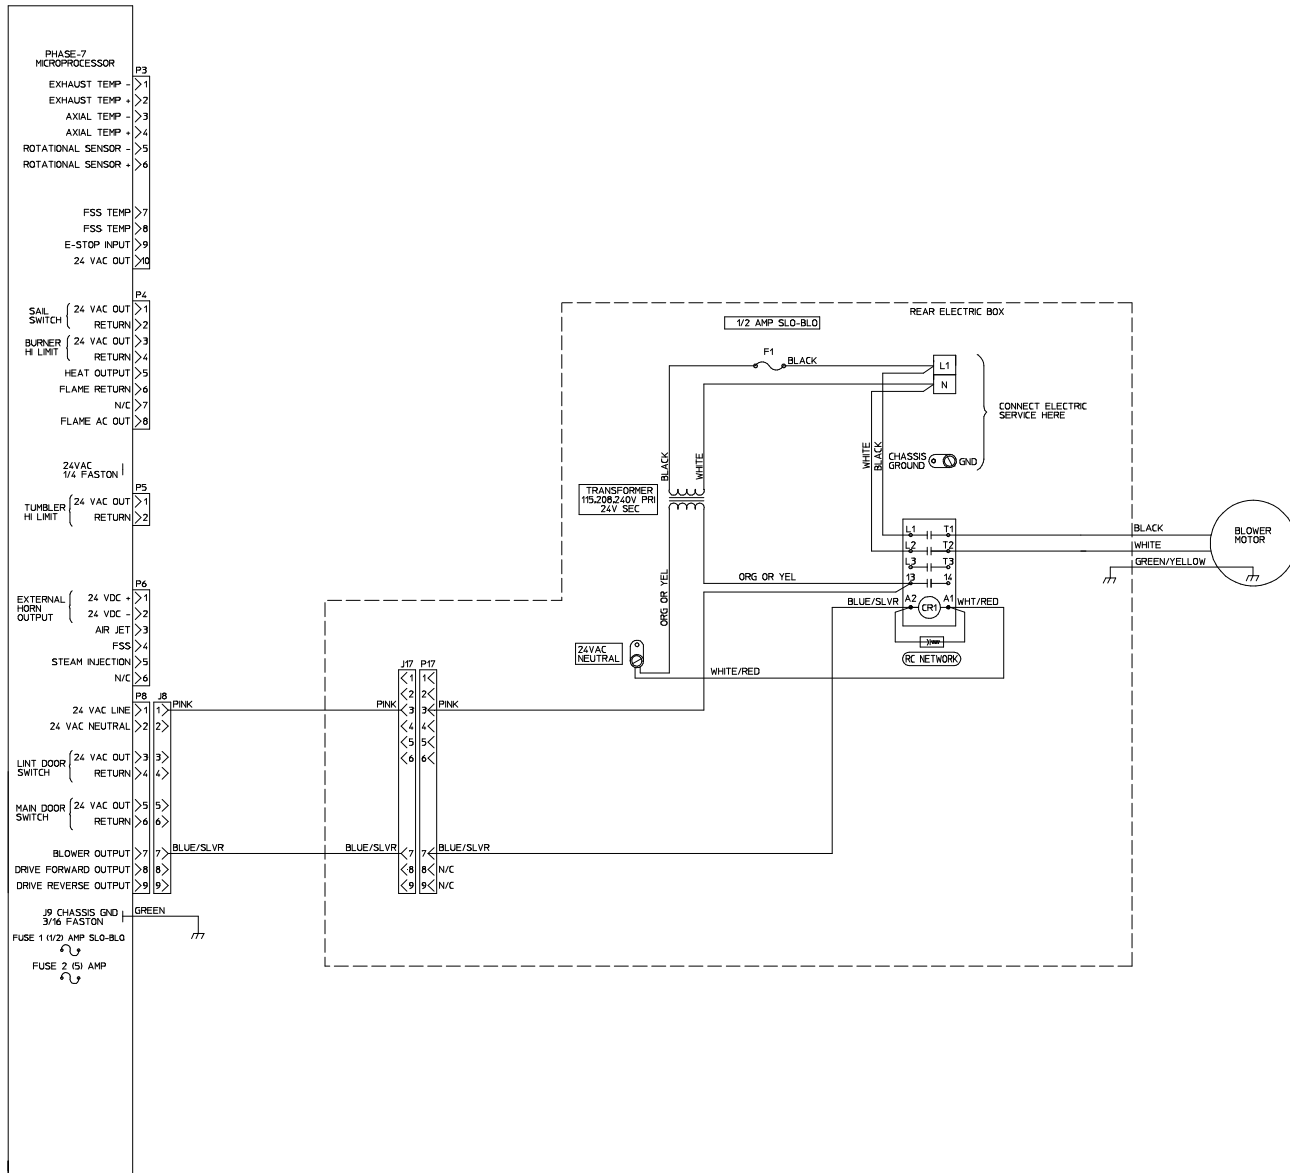 PHASE-7
MICROPROCESSOR
P3
EXHAUST TEMP - 1
EXHAUST TEMP + 2
AXIAL TEMP - 3
AXIAL TEMP + 4
ROTATIONAL SENSOR - 5
ROTATIONAL SENSOR + 6
FSS TEMP 7
FSS TEMP 8
E-STOP INPUT 9
24 VAC OUT 10
P4
SAIL
SWITCH
24 VAC OUT 1
RETURN 2
BURNER
HI LIMIT
24 VAC OUT 3
RETURN 4
HEAT OUTPUT 5
FLAME RETURN 6
N/C 7
FLAME AC OUT 8
24VAC
1/4 FASTON
P5
TUMBLER
HI LIMIT
24 VAC OUT 1
RETURN 2
P6
EXTERNAL
HORN
OUTPUT
24 VDC + 1
24 VDC - 2
AIR JET 3
FSS 4
STEAM INJECTION 5
N/C 6
P8 J8
24 VAC LINE 1 1 PINK
24 VAC NEUTRAL 2 2
LINT DOOR
SWITCH
24 VAC OUT 3 3
RETURN 4 4
MAIN DOOR
SWITCH
24 VAC OUT 5 5
RETURN 6 6
BLOWER OUTPUT 7 7 BLUE/SLVR
DRIVE FORWARD OUTPUT 8 8
DRIVE REVERSE OUTPUT 9 9
J9 CHASSIS GND
3/16 FASTON
GREEN
FUSE 1 (1/2) AMP SLO-BLO
FUSE 2 (5) AMP
REAR ELECTRIC BOX
1/2 AMP SLO-BLO
F1
BLACK
L1
N
CONNECT ELECTRIC
SERVICE HERE
BLACK
WHITE
WHITE
BLACK
CHASSIS
GROUND
GND
TRANSFORMER
115,208,240V PRI
24V SEC
L1 T1
L2 T2
L3 T3
13 14
A2 CR1 A1
BLACK
WHITE
GREEN/YELLOW
BLOWER
MOTOR
ORG OR YEL
ORG OR YEL
BLUE/SLVR
WHT/RED
RC NETWORK
24VAC
NEUTRAL
WHITE/RED
J17 P17
1 1
2 2
PINK 3 3 PINK
4 4
5 5
6 6
BLUE/SLVR 7 7 BLUE/SLVR
8 8 N/C
9 9 N/C